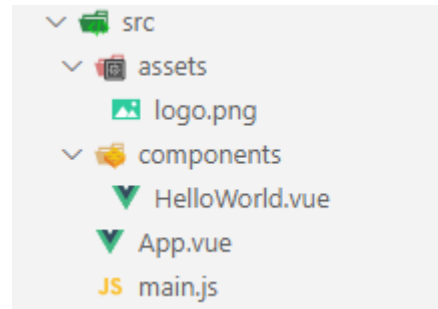 src
assets
logo.png
components
HelloWorld.vue
App.vue
JS main.js